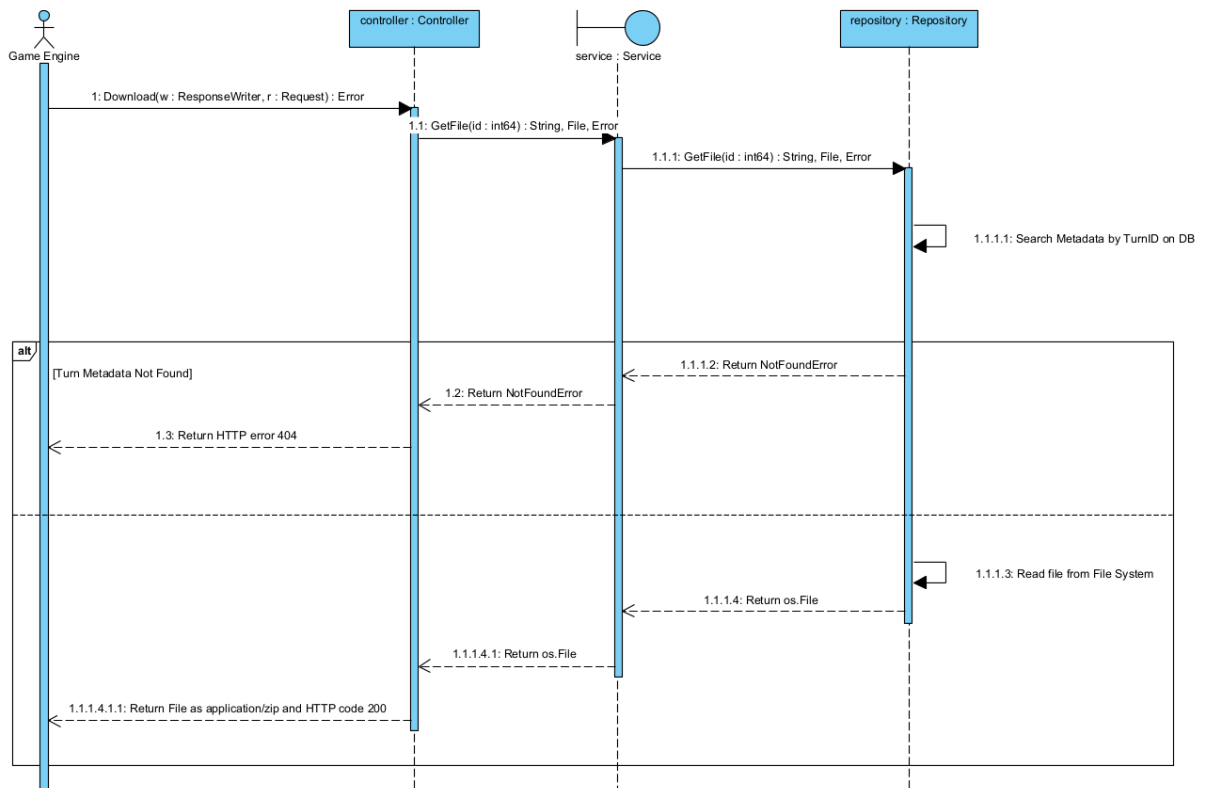 controller : Controller
repository : Repository
Game Engine
service : Service
1: Download(w : ResponseWriter, r : Request) : Error
1.1: GetFile(id : int64) : String, File, Error
1.1.1: GetFile(id : int64) : String, File, Error
1.1.1.1: Search Metadata by TurnID on DB
alt
[Turn Metadata Not Found]
1.1.1.2: Return NotFoundError
1.2: Return NotFoundError
1.3: Return HTTP error 404
1.1.1.3: Read file from File System
1.1.1.4: Return os.File
1.1.1.4.1: Return os.File
1.1.1.4.1.1: Return File as application/zip and HTTP code 200